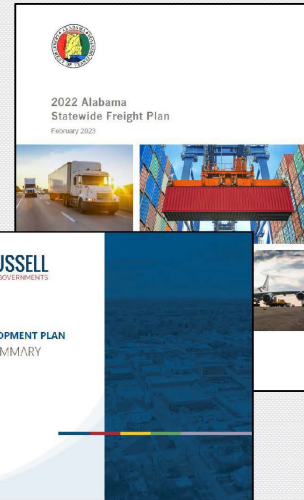 2022 Alabama
Statewide Freight Plan
February 2023
USSELL
GOVERNMENTS
OPMENT PLAN
MMARY